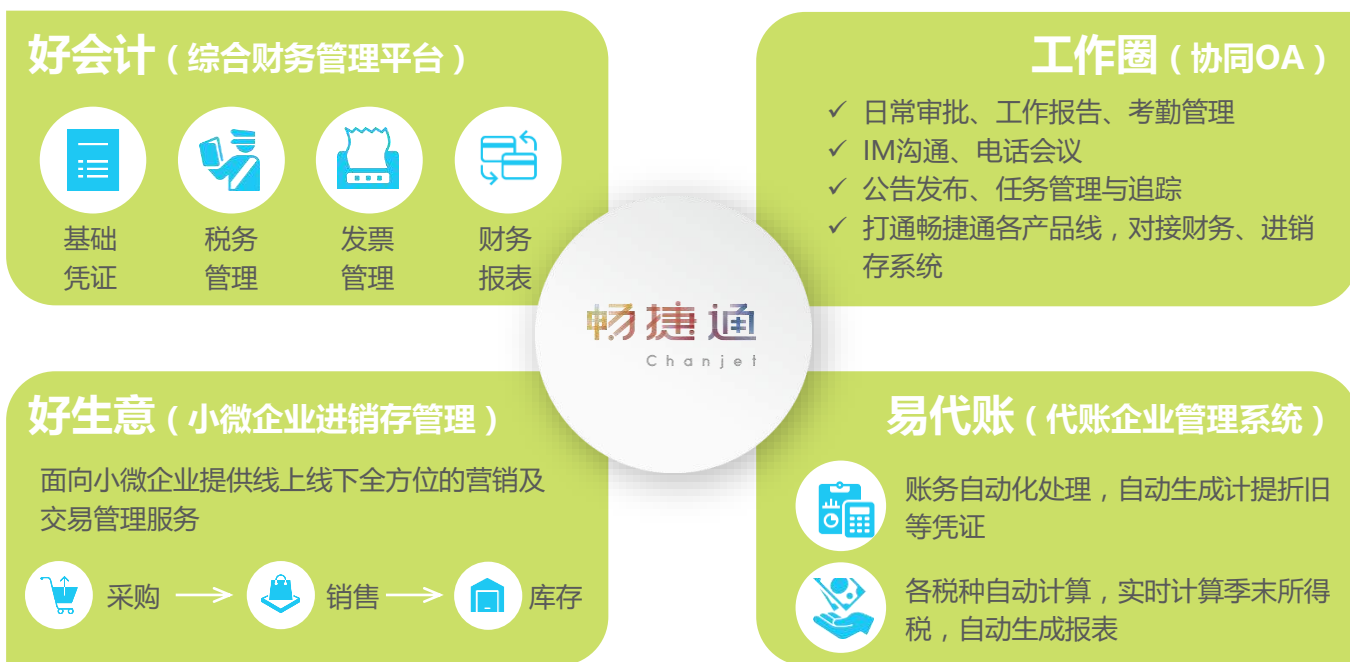 好会计（综合财务管理平台）
基础
凭证
税务
管理
发票
管理
财务
报表
工作圈（协同OA）
✓ 日常审批、工作报告、考勤管理
✓ IM沟通、电话会议
✓ 公告发布、任务管理与追踪
✓ 打通畅捷通各产品线，对接财务、进销
存系统
畅捷通
Chanjet
好生意（小微企业进销存管理）
面向小微企业提供线上线下全方位的营销及
交易管理服务
采购
销售
库存
易代账（代账企业管理系统）
账务自动化处理，自动生成计提折旧
等凭证
各税种自动计算，实时计算季末所得
税，自动生成报表